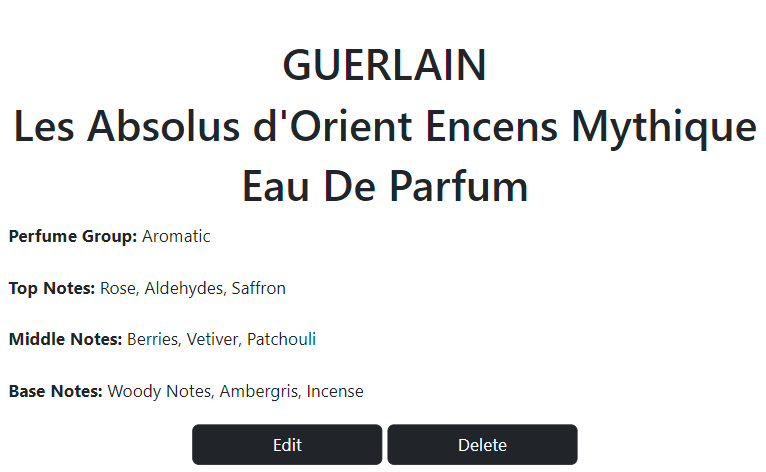 GUERLAIN
Les Absolus d'Orient Encens Mythique
Eau De Parfum
Perfume Group: Aromatic
Top Notes: Rose, Aldehydes, Saffron
Middle Notes: Berries, Vetiver, Patchouli
Base Notes: Woody Notes, Ambergris, Incense
Edit Delete